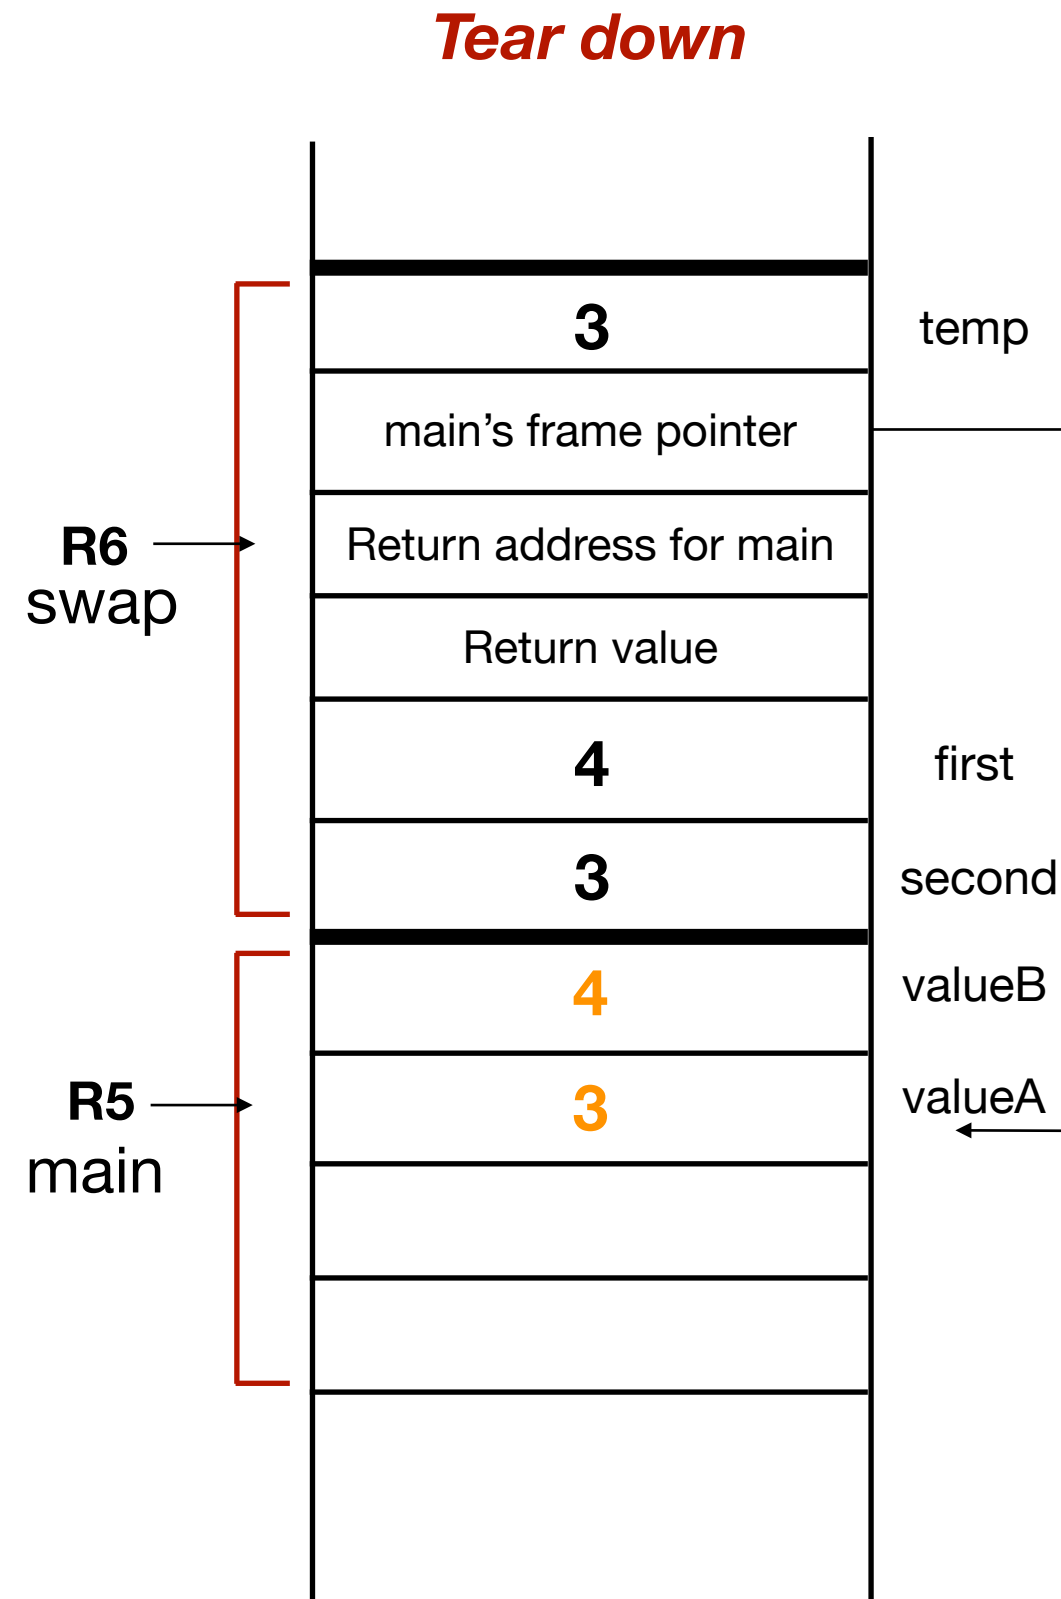 Tear down
3
temp
main's frame pointer
R6
swap
Return address for main
Return value
4
first
3
second
4
valueB
R5
main
3
valueA